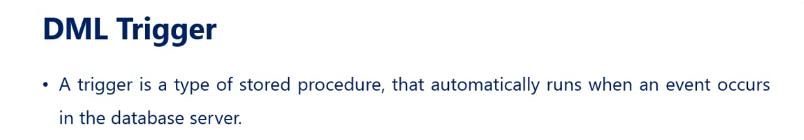 DML Trigger
• A trigger is a type of stored procedure, that automatically runs when an event occurs
in the database server.